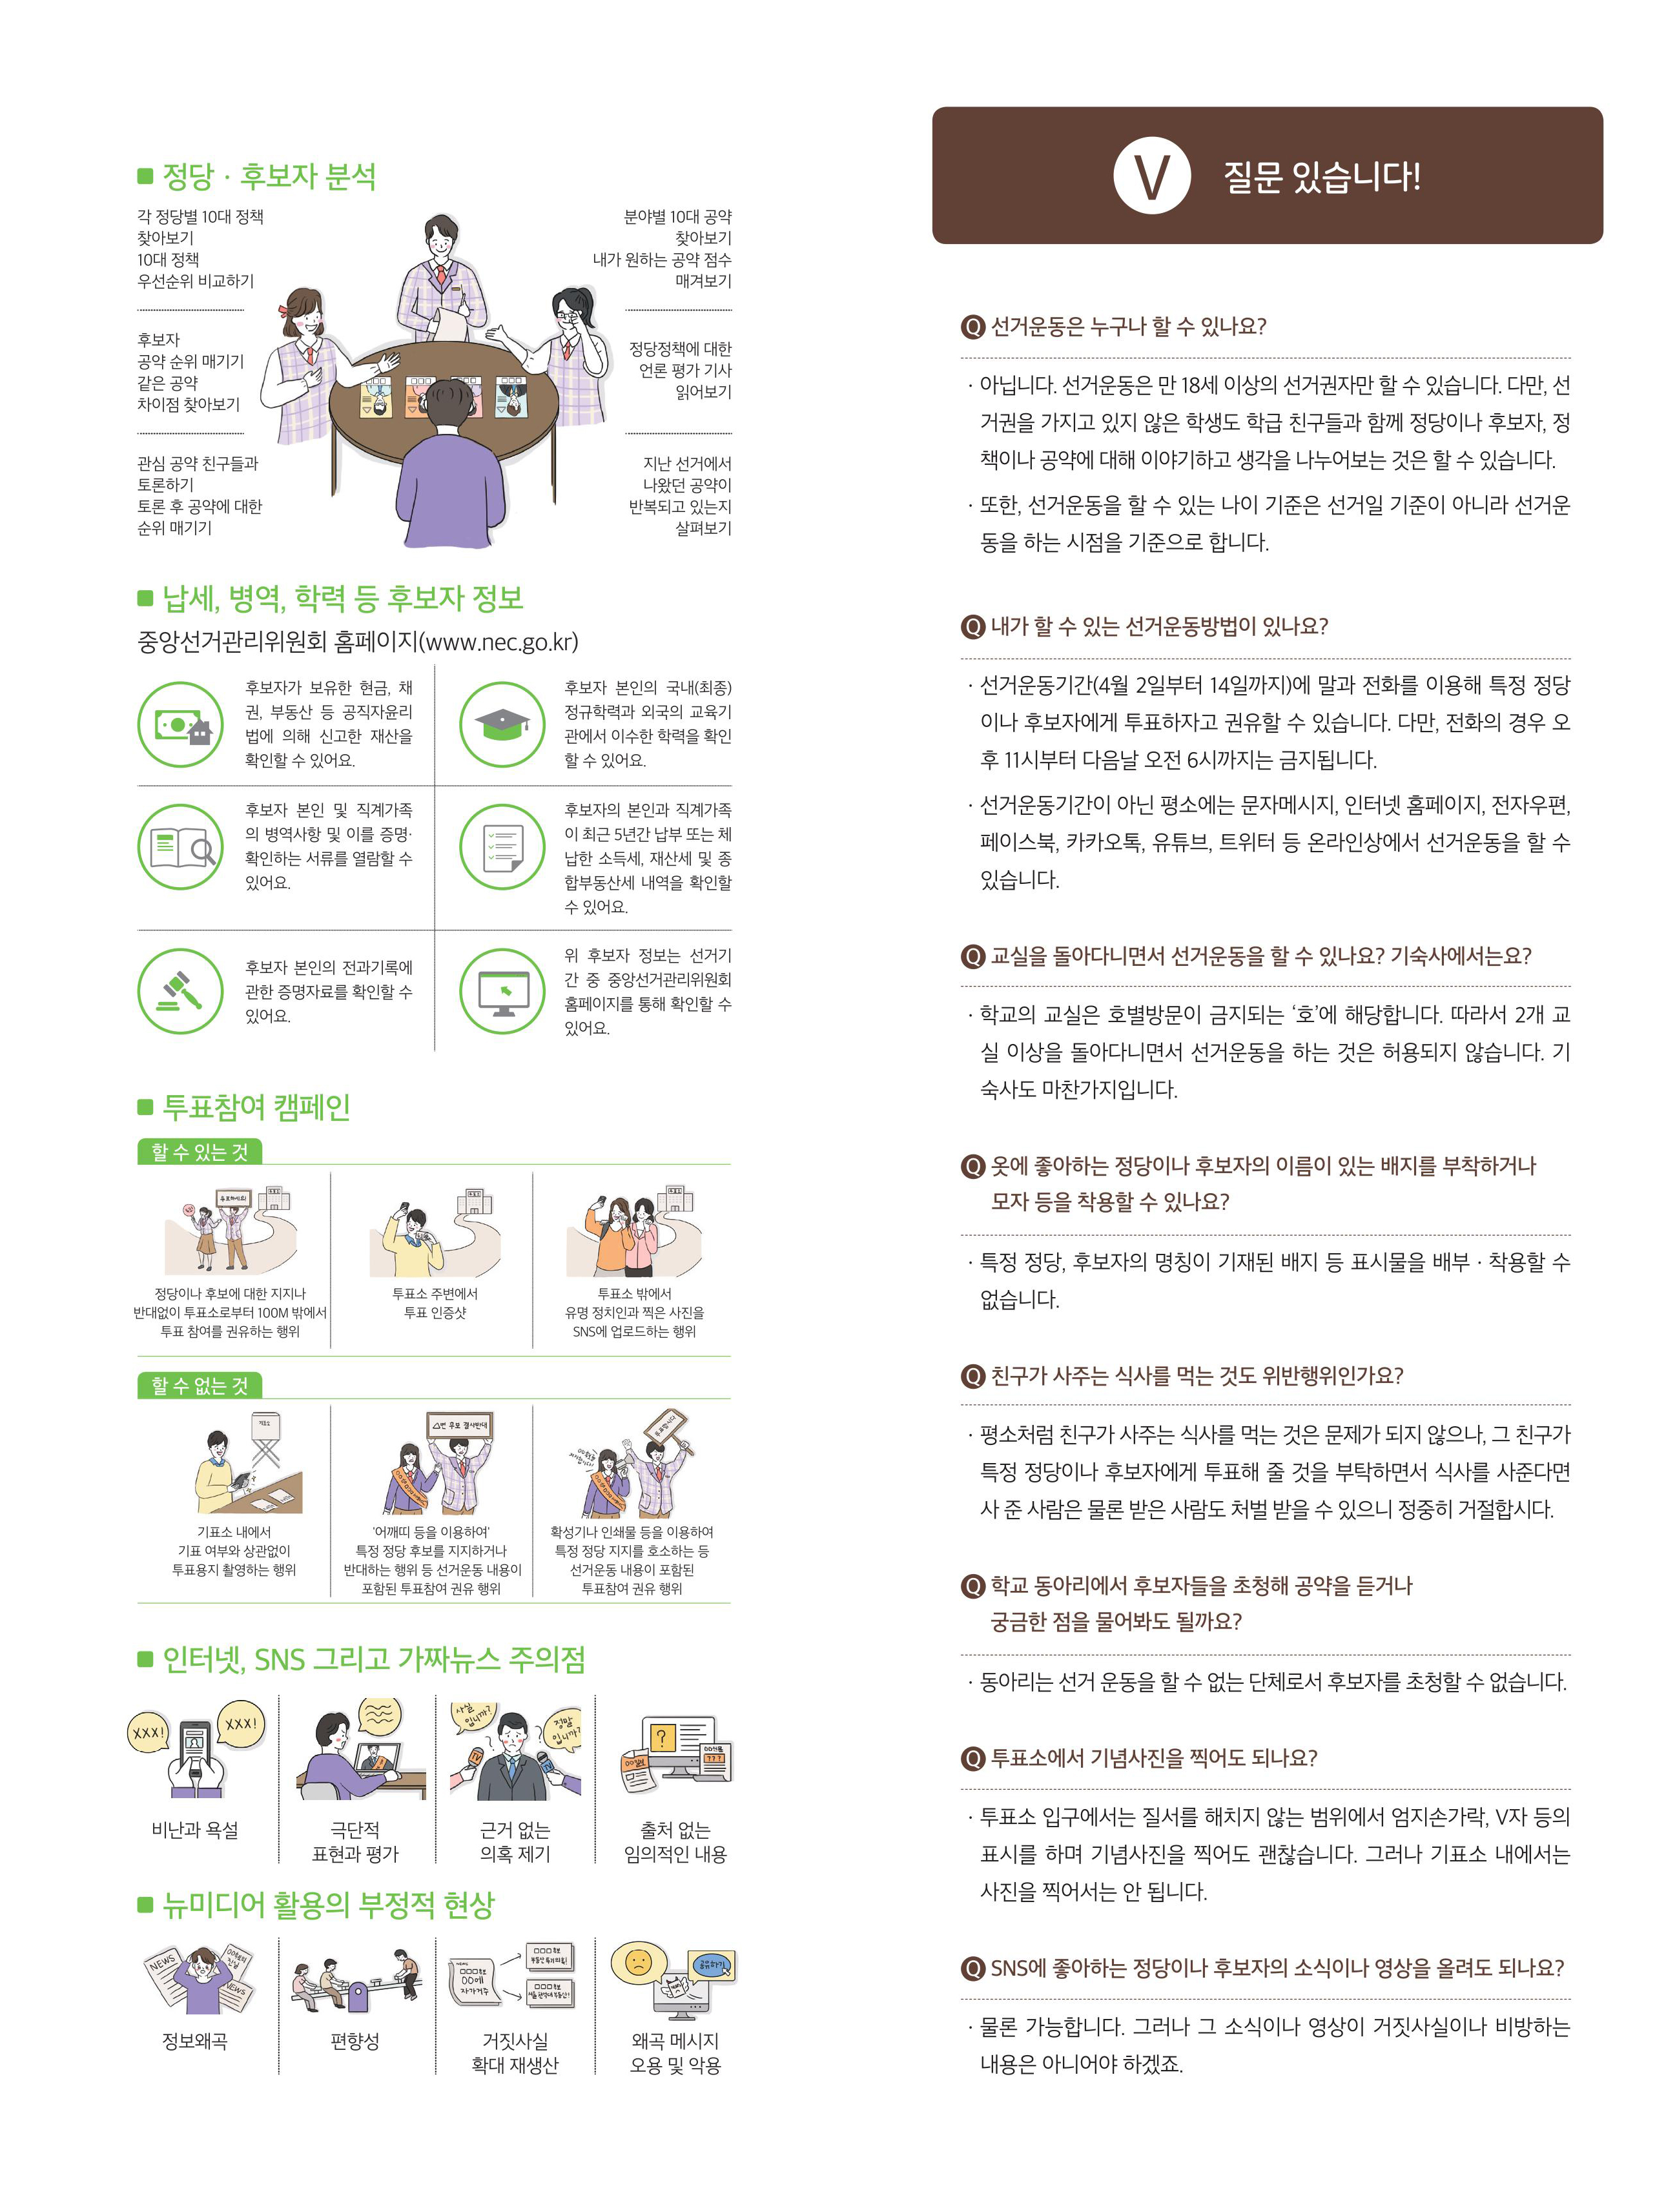 정당 · 후보자 분석
각 정당별 10대 정책
찾아보기
10대 정책
우선순위 비교하기
후보자
공약 순위 매기기
같은 공약
차이점 찾아보기
관심 공약 친구들과
토론하기
토론 후 공약에 대한
순위 매기기
분야별 10대 공약
찾아보기
내가 원하는 공약 점수
매겨보기
정당정책에 대한
언론 평가 기사
읽어보기
지난 선거에서
나왔던 공약이
반복되고 있는지
살펴보기
납세, 병역, 학력 등 후보자 정보
중앙선거관리위원회 홈페이지(www.nec.go.kr)
후보자가 보유한 현금, 채
권, 부동산 등 공직자윤리
법에 의해 신고한 재산을
확인할 수 있어요.
후보자 본인의 국내(최종)
정규학력과 외국의 교육기
관에서 이수한 학력을 확인
할 수 있어요.
후보자 본인 및 직계가족
의 병역사항 및 이를 증명·
확인하는 서류를 열람할 수
있어요.
후보자의 본인과 직계가족
이 최근 5년간 납부 또는 체
납한 소득세, 재산세 및 종
합부동산세 내역을 확인할
수 있어요.
후보자 본인의 전과기록에
관한 증명자료를 확인할 수
있어요.
위 후보자 정보는 선거기
간 중 중앙선거관리위원회
홈페이지를 통해 확인할 수
있어요.
투표참여 캠페인
할 수 있는 것
투표하세요!
정당이나 후보에 대한 지지나
반대없이 투표소로부터 100M 밖에서
투표 참여를 권유하는 행위
투표소 주변에서
투표 인증샷
투표소 밖에서
유명 정치인과 찍은 사진을
SNS에 업로드하는 행위
할 수 없는 것
기표소
기표소 내에서
기표 여부와 상관없이
투표용지 촬영하는 행위
△번 후보 결사반대
'어깨띠 등을 이용하여'
특정 정당 후보를 지지하거나
반대하는 행위 등 선거운동 내용이
포함된 투표참여 권유 행위
투표합시다
확성기나 인쇄물 등을 이용하여
특정 정당 지지를 호소하는 등
선거운동 내용이 포함된
투표참여 권유 행위
인터넷, SNS 그리고 가짜뉴스 주의점
XXX!
XXX!
비난과 욕설
극단적
표현과 평가
사실
입니까?
정말
입니까?
TV
TV
근거 없는
의혹 제기
?
???
출처 없는
임의적인 내용
뉴미디어 활용의 부정적 현상
NEWS
NEWS
정보왜곡
편향성
□□□후보
○○에
자가거주
□□□후보
□□□후보
거짓사실
확대 재생산
공유하기
왜곡 메시지
오용 및 악용
V 질문 있습니다!
Q 선거운동은 누구나 할 수 있나요?
· 아닙니다. 선거운동은 만 18세 이상의 선거권자만 할 수 있습니다. 다만, 선
거권을 가지고 있지 않은 학생도 학급 친구들과 함께 정당이나 후보자, 정
책이나 공약에 대해 이야기하고 생각을 나누어보는 것은 할 수 있습니다.
· 또한, 선거운동을 할 수 있는 나이 기준은 선거일 기준이 아니라 선거운
동을 하는 시점을 기준으로 합니다.
Q 내가 할 수 있는 선거운동방법이 있나요?
· 선거운동기간(4월 2일부터 14일까지)에 말과 전화를 이용해 특정 정당
이나 후보자에게 투표하자고 권유할 수 있습니다. 다만, 전화의 경우 오
후 11시부터 다음날 오전 6시까지는 금지됩니다.
· 선거운동기간이 아닌 평소에는 문자메시지, 인터넷 홈페이지, 전자우편,
페이스북, 카카오톡, 유튜브, 트위터 등 온라인상에서 선거운동을 할 수
있습니다.
Q 교실을 돌아다니면서 선거운동을 할 수 있나요? 기숙사에서는요?
· 학교의 교실은 호별방문이 금지되는 ‘호’에 해당합니다. 따라서 2개 교
실 이상을 돌아다니면서 선거운동을 하는 것은 허용되지 않습니다. 기
숙사도 마찬가지입니다.
Q 옷에 좋아하는 정당이나 후보자의 이름이 있는 배지를 부착하거나
모자 등을 착용할 수 있나요?
· 특정 정당, 후보자의 명칭이 기재된 배지 등 표시물을 배부 · 착용할 수
없습니다.
Q 친구가 사주는 식사를 먹는 것도 위반행위인가요?
· 평소처럼 친구가 사주는 식사를 먹는 것은 문제가 되지 않으나, 그 친구가
특정 정당이나 후보자에게 투표해 줄 것을 부탁하면서 식사를 사준다면
사 준 사람은 물론 받은 사람도 처벌 받을 수 있으니 정중히 거절합시다.
Q 학교 동아리에서 후보자들을 초청해 공약을 듣거나
궁금한 점을 물어봐도 될까요?
· 동아리는 선거 운동을 할 수 없는 단체로서 후보자를 초청할 수 없습니다.
Q 투표소에서 기념사진을 찍어도 되나요?
· 투표소 입구에서는 질서를 해치지 않는 범위에서 엄지손가락, V자 등의
표시를 하며 기념사진을 찍어도 괜찮습니다. 그러나 기표소 내에서는
사진을 찍어서는 안 됩니다.
Q SNS에 좋아하는 정당이나 후보자의 소식이나 영상을 올려도 되나요?
· 물론 가능합니다. 그러나 그 소식이나 영상이 거짓사실이나 비방하는
내용은 아니어야 하겠죠.